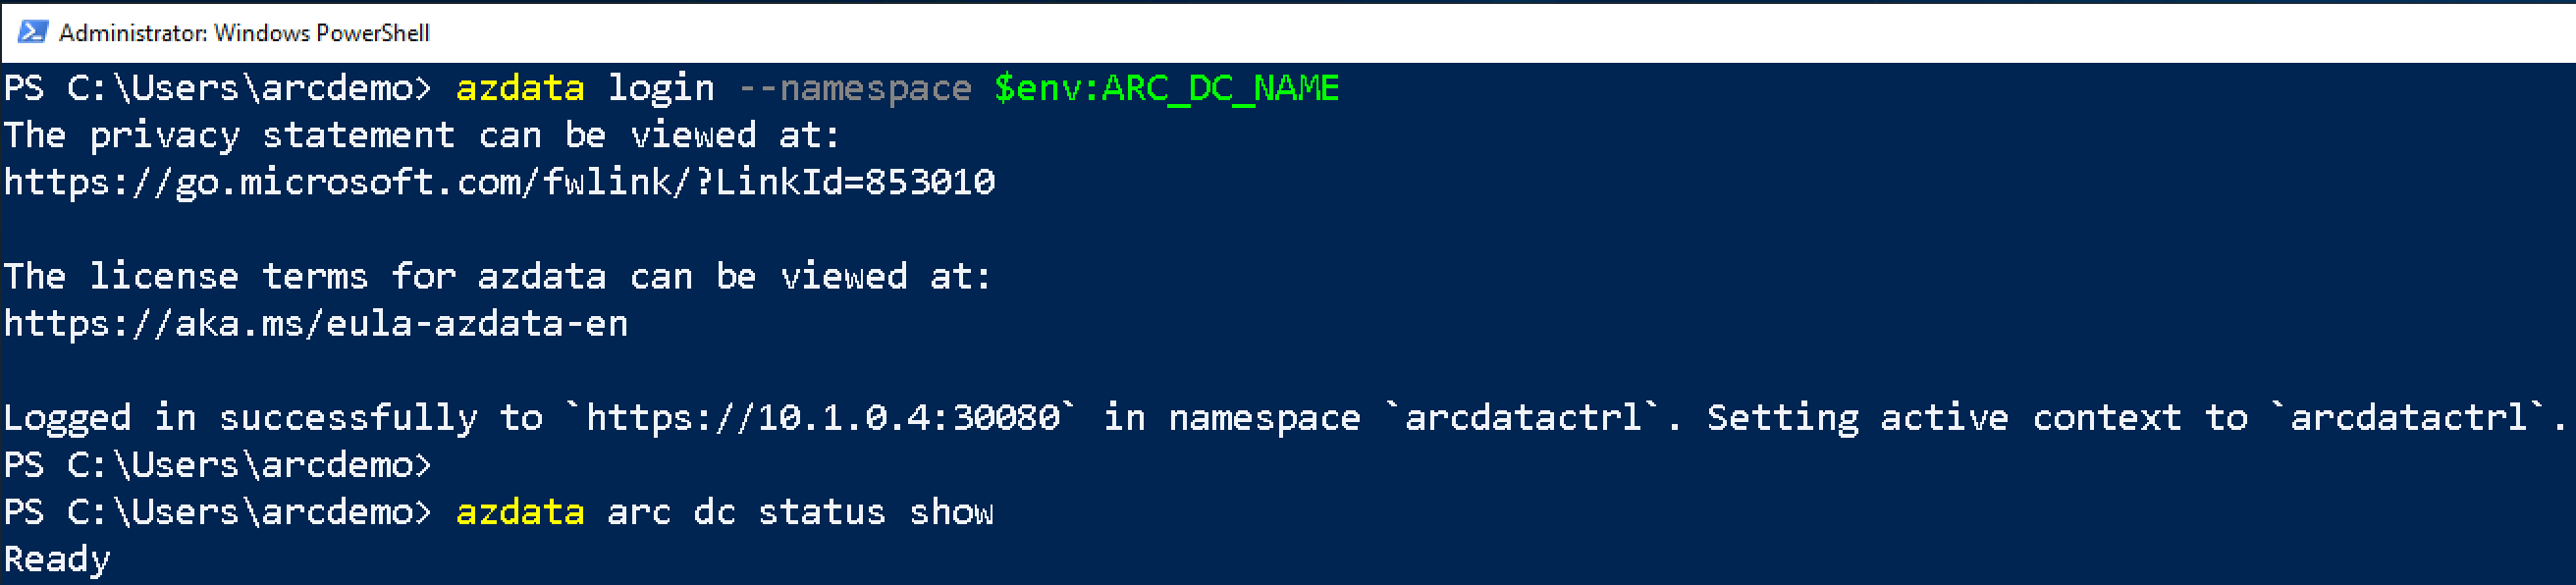 Administrator: Windows PowerShell
PS C:\Users\arcdemo> azdata login --namespace $env:ARC_DC_NAME
The privacy statement can be viewed at:
https://go.microsoft.com/fwlink/?LinkId=853010
The license terms for azdata can be viewed at:
https://aka.ms/eula-azdata-en
Logged in successfully to `https://10.1.0.4:30080` in namespace `arcdatactrl`. Setting active context to `arcdatactrl`.
PS C:\Users\arcdemo>
PS C:\Users\arcdemo> azdata arc dc status show
Ready